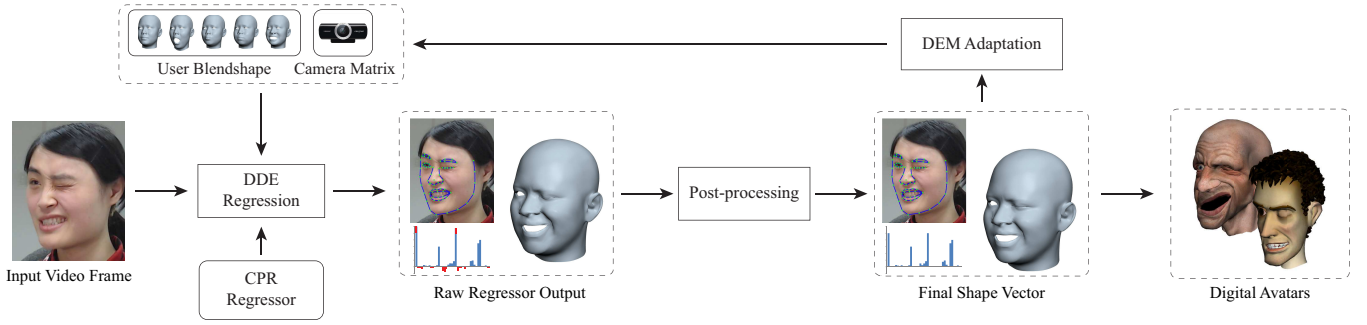 User Blendshape
Camera Matrix
DEM Adaptation
Input Video Frame
DDE
Regression
CPR
Regressor
Raw Regressor Output
Post-processing
Final Shape Vector
Digital Avatars